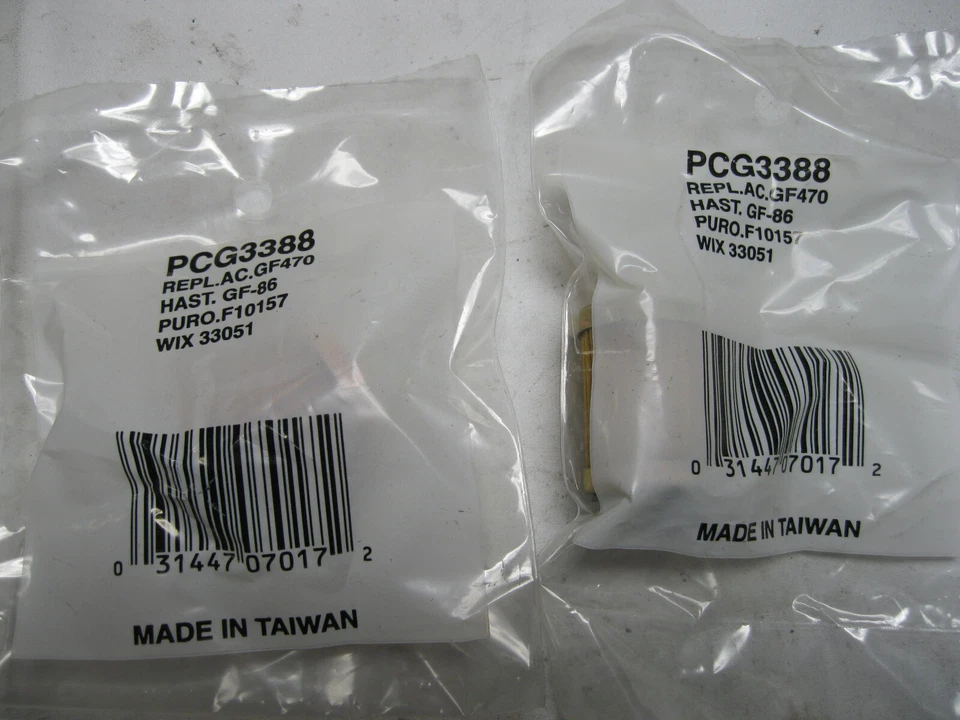 PCG3388
REPL.AC.GF470
HAST. GF-86
PURO.F10157
WIX 33051
0 31447 07017 2
MADE IN TAIWAN
PCG3388
REPL.AC.GF470
HAST. GF-86
PURO.F10157
WIX 33051
0 31447 07017 2
MADE IN TAIWAN